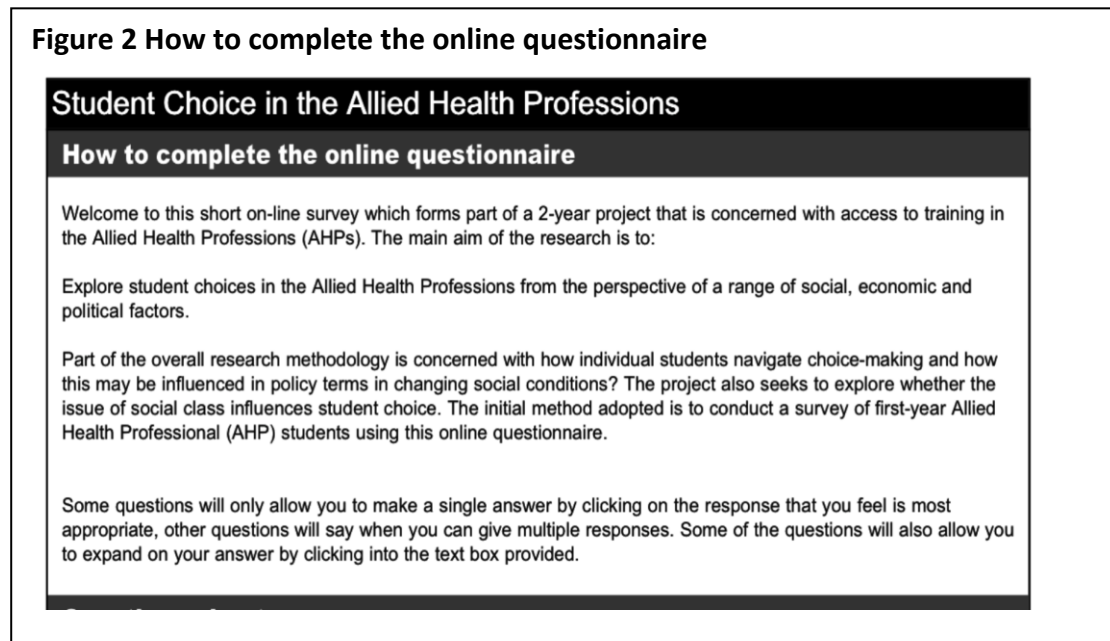 Figure 2 How to complete the online questionnaire
Student Choice in the Allied Health Professions
How to complete the online questionnaire
Welcome to this short on-line survey which forms part of a 2-year project that is concerned with access to training in
the Allied Health Professions (AHPs). The main aim of the research is to:
Explore student choices in the Allied Health Professions from the perspective of a range of social, economic and
political factors.
Part of the overall research methodology is concerned with how individual students navigate choice-making and how
this may be influenced in policy terms in changing social conditions? The project also seeks to explore whether the
issue of social class influences student choice. The initial method adopted is to conduct a survey of first-year Allied
Health Professional (AHP) students using this online questionnaire.
Some questions will only allow you to make a single answer by clicking on the response that you feel is most
appropriate, other questions will say when you can give multiple responses. Some of the questions will also allow you
to expand on your answer by clicking into the text box provided.